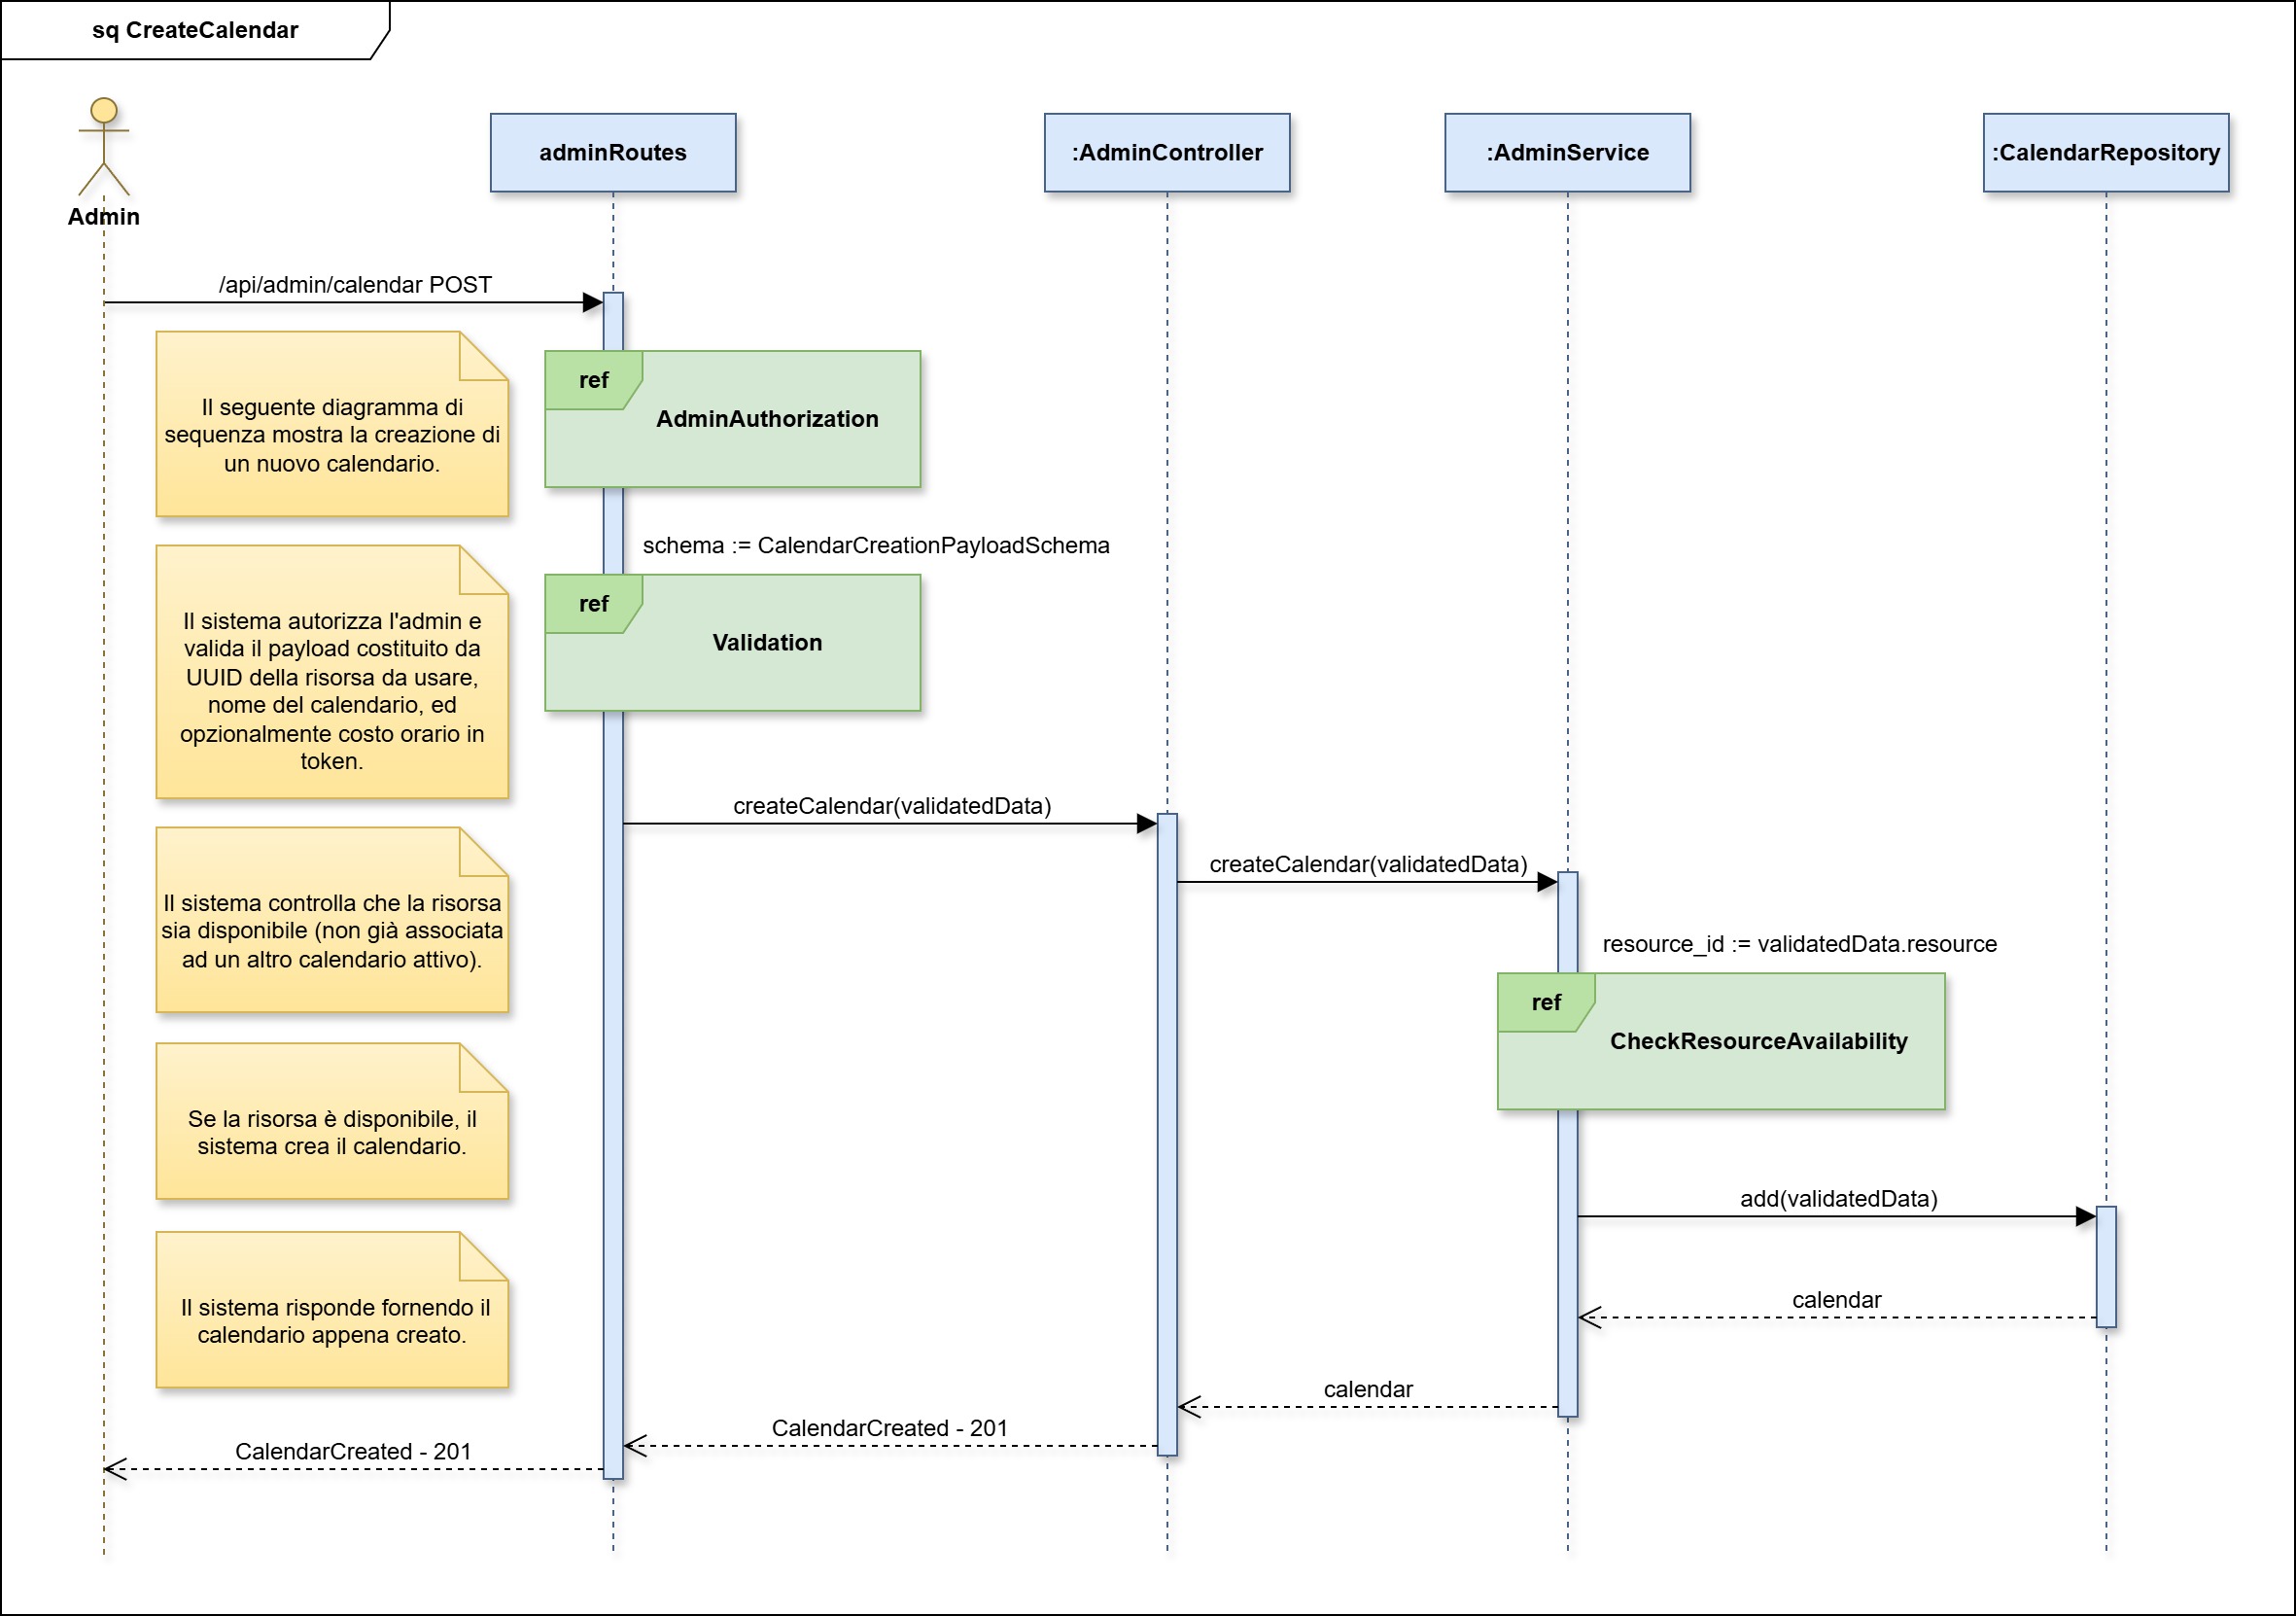 sq CreateCalendar
Admin
adminRoutes
:AdminController
:AdminService
:CalendarRepository
/api/admin/calendar POST
Il seguente diagramma di
sequenza mostra la creazione di
un nuovo calendario.
ref
AdminAuthorization
schema := CalendarCreationPayloadSchema
ref
Validation
Il sistema autorizza l'admin e
valida il payload costituito da
UUID della risorsa da usare,
nome del calendario, ed
opzionalmente costo orario in
token.
createCalendar(validatedData)
createCalendar(validatedData)
Il sistema controlla che la risorsa
sia disponibile (non già associata
ad un altro calendario attivo).
resource_id := validatedData.resource
ref
CheckResourceAvailability
Se la risorsa è disponibile, il
sistema crea il calendario.
add(validatedData)
calendar
Il sistema risponde fornendo il
calendario appena creato.
calendar
CalendarCreated - 201
CalendarCreated - 201